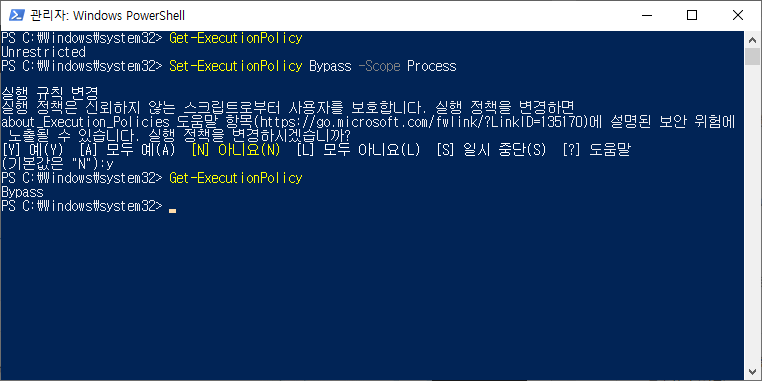 관리자: Windows PowerShell
PS C:\Windows\system32> Get-ExecutionPolicy
Unrestricted
PS C:\Windows\system32> Set-ExecutionPolicy Bypass -Scope Process
실행 규칙 변경
실행 정책은 신뢰하지 않는 스크립트로부터 사용자를 보호합니다. 실행 정책을 변경하면
about_Execution_Policies 도움말 항목(https://go.microsoft.com/fwlink/?LinkID=135170)에 설명된 보안 위험에
노출될 수 있습니다. 실행 정책을 변경하시겠습니까?
[Y] 예(Y)  [A] 모두 예(A)  [N] 아니요(N)  [L] 모두 아니요(L)  [S] 일시 중단(S)  [?] 도움말
(기본값은 "N"):y
PS C:\Windows\system32> Get-ExecutionPolicy
Bypass
PS C:\Windows\system32>